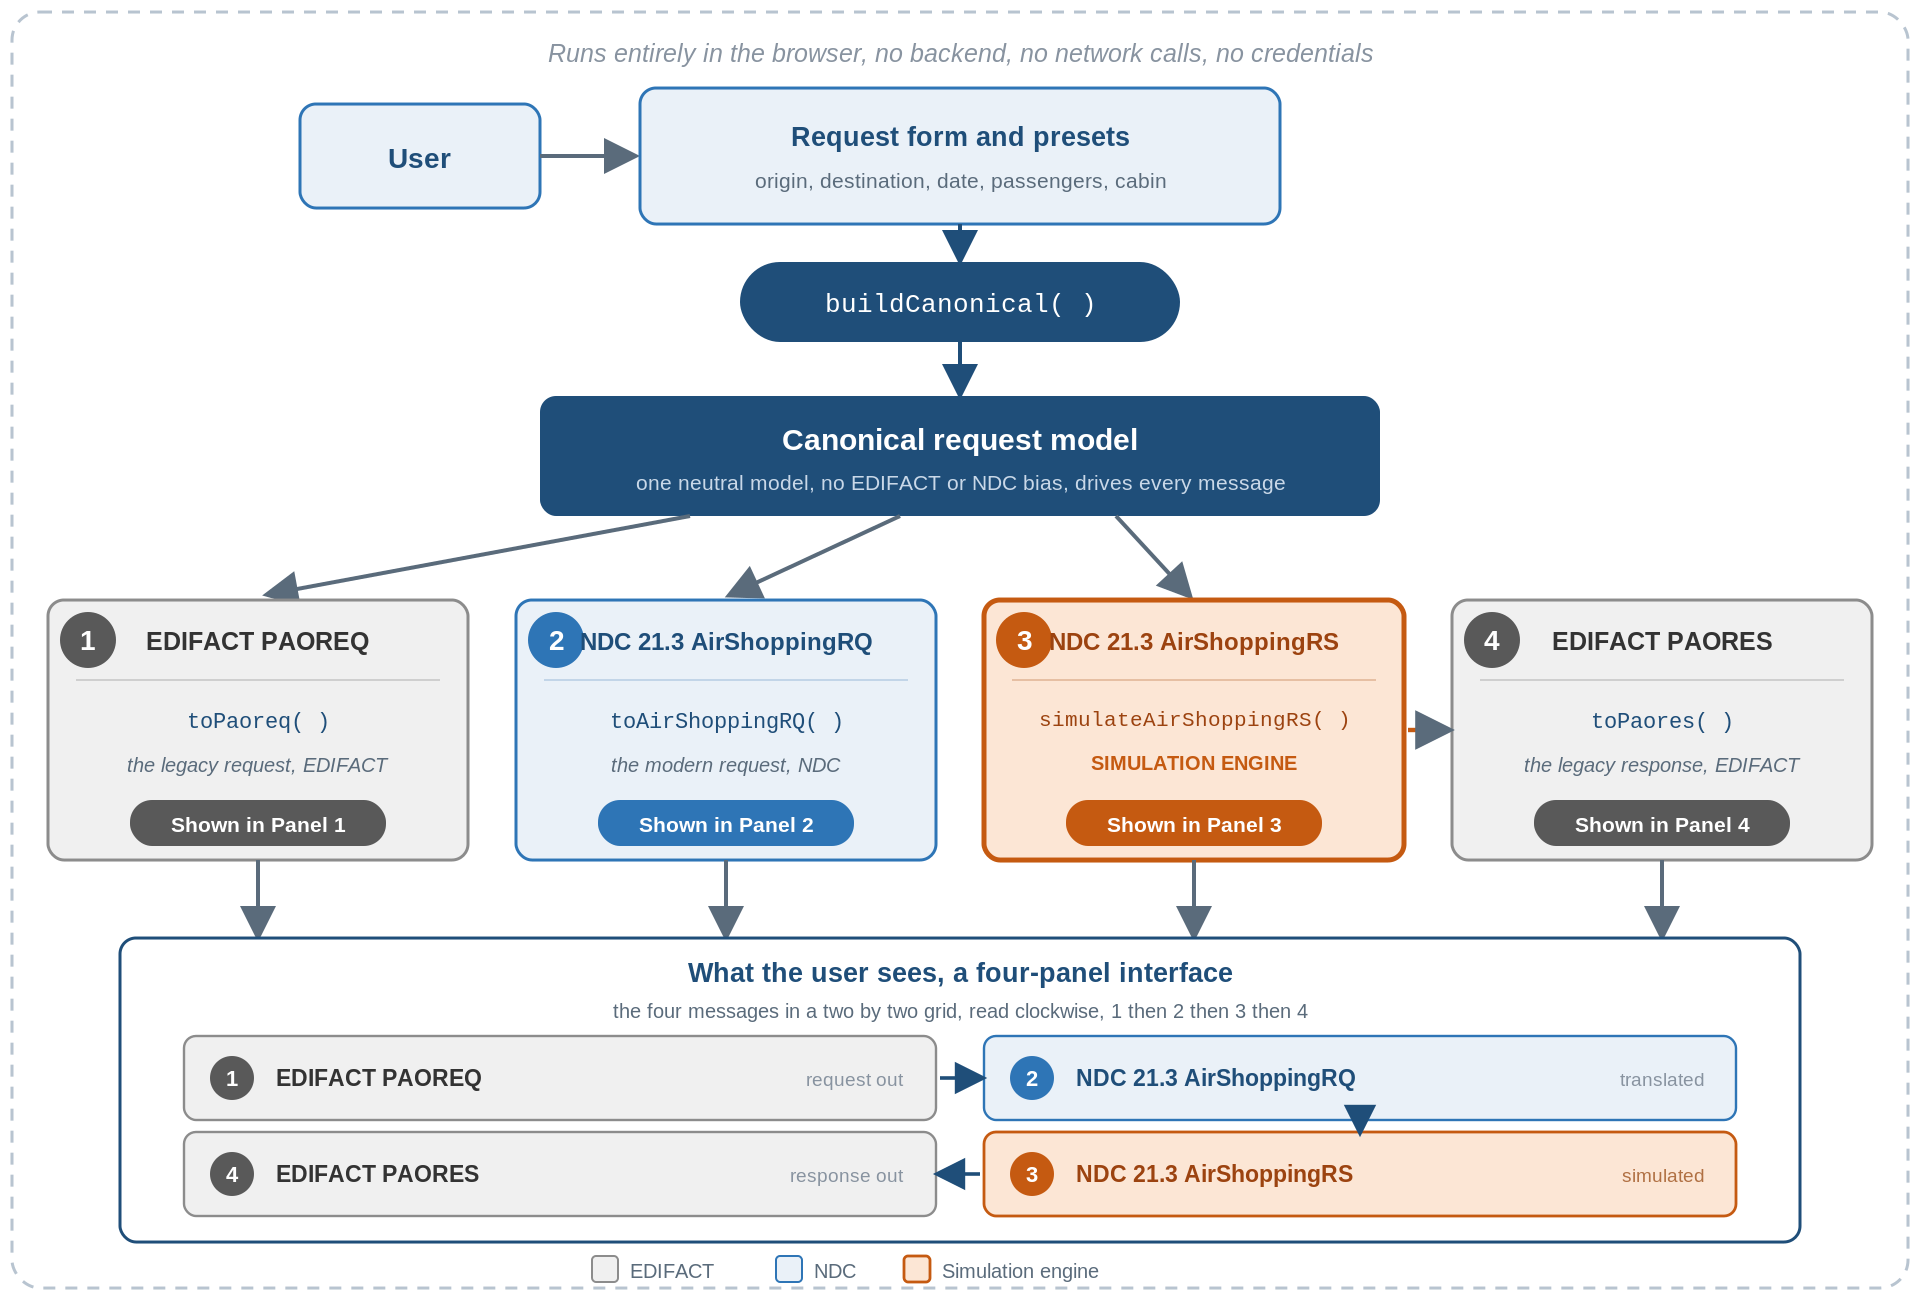 Runs entirely in the browser, no backend, no network calls, no credentials
User
Request form and presets
origin, destination, date, passengers, cabin
buildCanonical( )
Canonical request model
one neutral model, no EDIFACT or NDC bias, drives every message
1
EDIFACT PAOREQ
toPaoreq( )
the legacy request, EDIFACT
Shown in Panel 1
2
NDC 21.3 AirShoppingRQ
toAirShoppingRQ( )
the modern request, NDC
Shown in Panel 2
3
NDC 21.3 AirShoppingRS
simulateAirShoppingRS( )
SIMULATION ENGINE
Shown in Panel 3
4
EDIFACT PAORES
toPaores( )
the legacy response, EDIFACT
Shown in Panel 4
What the user sees, a four-panel interface
the four messages in a two by two grid, read clockwise, 1 then 2 then 3 then 4
1 EDIFACT PAOREQ request out
2 NDC 21.3 AirShoppingRQ translated
4 EDIFACT PAORES response out
3 NDC 21.3 AirShoppingRS simulated
EDIFACT NDC Simulation engine